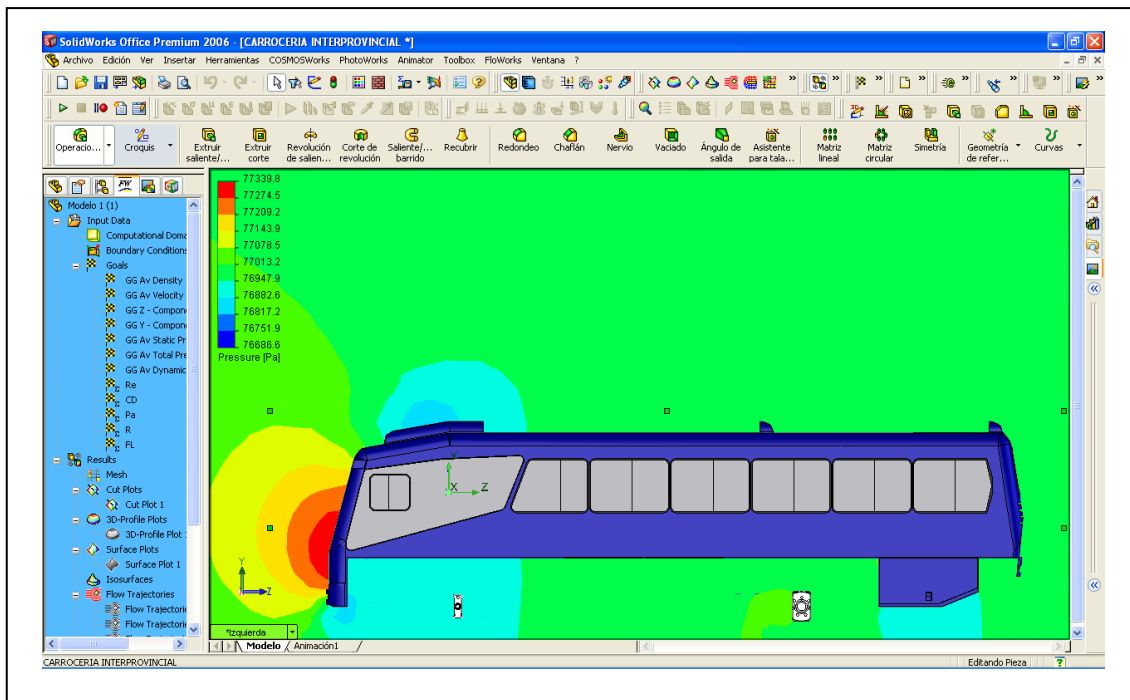 SolidWorks Office Premium 2006 - [CARROCERIA INTERPROVINCIAL *]
Archivo Edición Ver Insertar Herramientas COSMOSWorks PhotoWorks Animator Toolbox FloWorks Ventana ?
Operacio... Croquis Extruir saliente/... Extruir corte Revolución de salien... Corte de revolución Saliente/... barrido Recubrir Redondeo Chaflán Nervio Vaciado Ángulo de salida Asistente para tala... Matriz lineal Matriz circular Simetría Geometría de refer... Curvas
Modelo 1 (1)
Input Data
Computational Doma
Boundary Conditions
Goals
GG Av Density
GG Av Velocity
GG Z - Compon
GG Y - Compon
GG Av Static Pr
GG Av Total Pre
GG Av Dynamic
Re
CD
Pa
R
FL
Results
Mesh
Cut Plots
Cut Plot 1
3D-Profile Plots
3D-Profile Plot
Surface Plots
Surface Plot 1
Isosurfaces
Flow Trajectories
Flow Trajectorie
Flow Trajectorie
77339.8
77274.5
77209.2
77143.9
77078.5
77013.2
76947.9
76882.6
76817.2
76751.9
76686.6
Pressure [Pa]
Y
X Z
Y
Z
*Izquierda
Modelo Animación1
CARROCERIA INTERPROVINCIAL
Editando Pieza ?